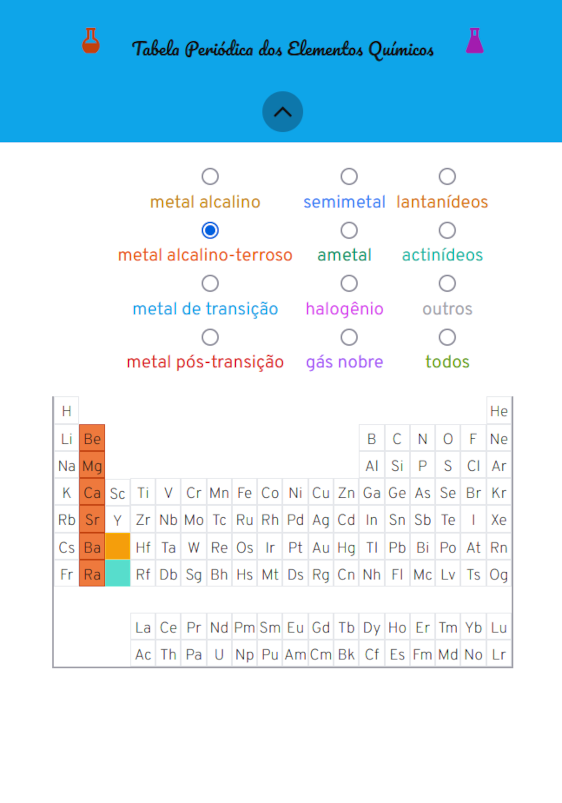 Tabela Periódica dos Elementos Químicos
metal alcalino semimetal lantanídeos
metal alcalino-terroso ametal actinídeos
metal de transição halogênio outros
metal pós-transição gás nobre todos
H He
Li Be B C N O F Ne
Na Mg Al Si P S Cl Ar
K Ca Sc Ti V Cr Mn Fe Co Ni Cu Zn Ga Ge As Se Br Kr
Rb Sr Y Zr Nb Mo Tc Ru Rh Pd Ag Cd In Sn Sb Te I Xe
Cs Ba Hf Ta W Re Os Ir Pt Au Hg Tl Pb Bi Po At Rn
Fr Ra Rf Db Sg Bh Hs Mt Ds Rg Cn Nh Fl Mc Lv Ts Og
La Ce Pr Nd Pm Sm Eu Gd Tb Dy Ho Er Tm Yb Lu
Ac Th Pa U Np Pu Am Cm Bk Cf Es Fm Md No Lr